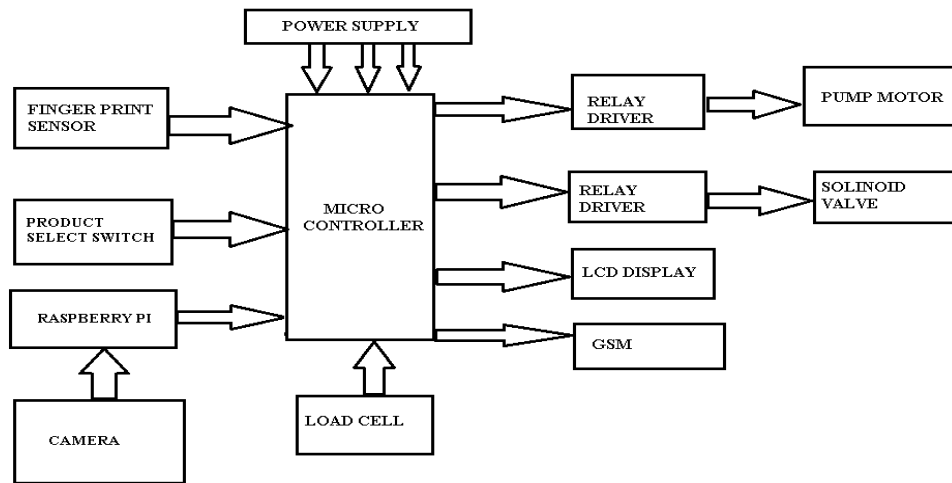 POWER SUPPLY
FINGER PRINT
SENSOR
RELAY
DRIVER
PUMP MOTOR
PRODUCT
SELECT SWITCH
MICRO
CONTROLLER
RELAY
DRIVER
SOLINOID
VALVE
LCD DISPLAY
RASPBERRY PI
GSM
CAMERA
LOAD CELL